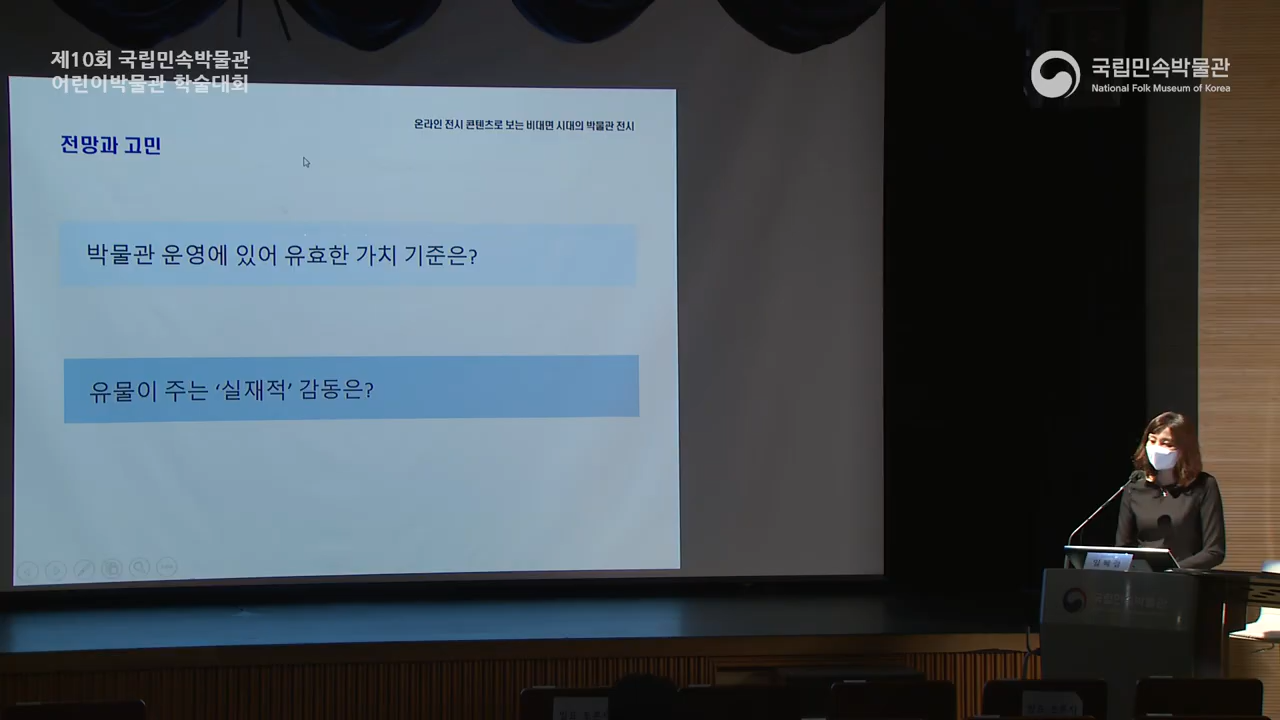 제10회 국립민속박물관
어린이박물관 학술대회
국립민속박물관
National Folk Museum of Korea
온라인 전시 콘텐츠로 보는 비대면 시대의 박물관 전시
전망과 고민
박물관 운영에 있어 유효한 가치 기준은?
유물이 주는 ‘실재적’ 감동은?
국립민속박물관